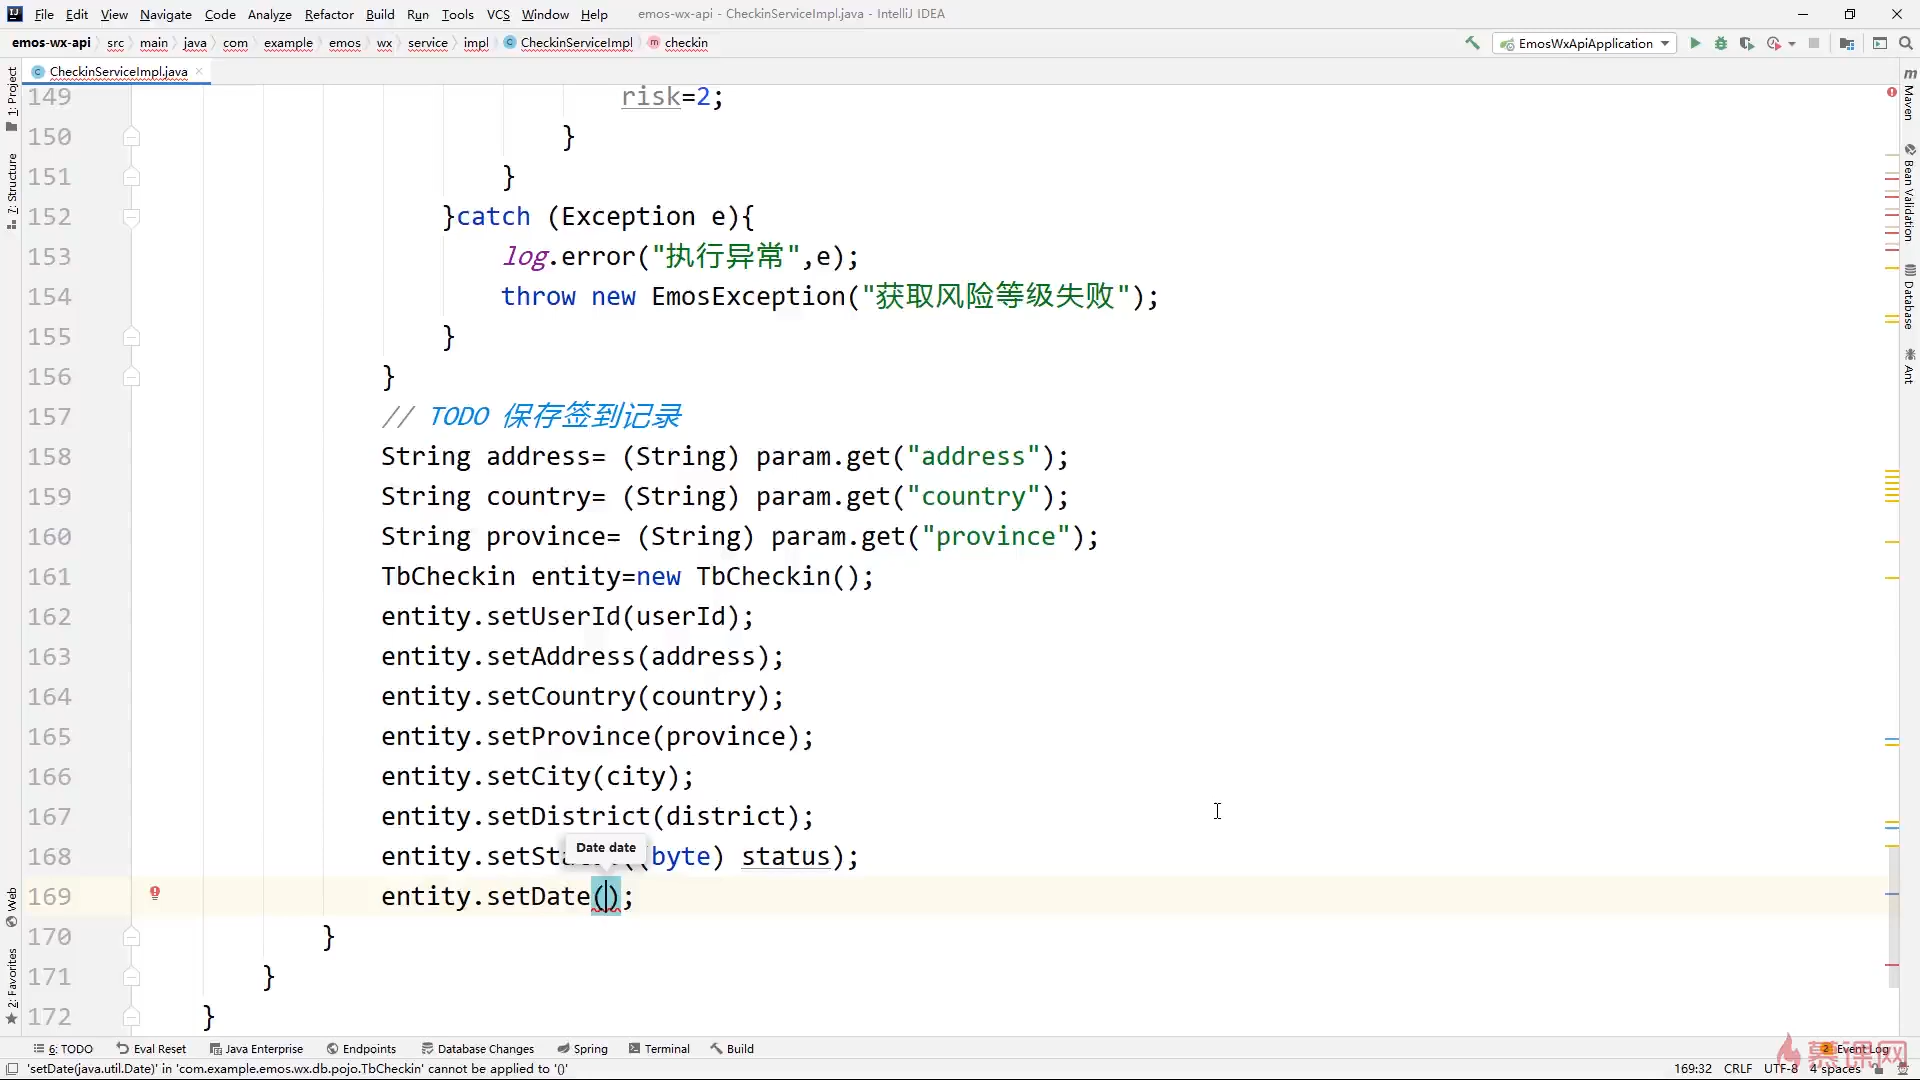 File Edit View Navigate Code Analyze Refactor Build Run Tools VCS Window Help emos-wx-api - CheckinServiceImpl.java - IntelliJ IDEA
emos-wx-api src main java com example emos wx service impl CheckinServiceImpl checkin EmosWxApiApplication
CheckinServiceImpl.java
149 risk=2;
150 }
151 }
152 }catch (Exception e){
153 log.error("执行异常",e);
154 throw new EmosException("获取风险等级失败");
155 }
156 }
157 // TODO 保存签到记录
158 String address= (String) param.get("address");
159 String country= (String) param.get("country");
160 String province= (String) param.get("province");
161 TbCheckin entity=new TbCheckin();
162 entity.setUserId(userId);
163 entity.setAddress(address);
164 entity.setCountry(country);
165 entity.setProvince(province);
166 entity.setCity(city);
167 entity.setDistrict(district);
Date date
168 entity.setSt (byte) status);
169 entity.setDate();
170 }
171 }
172 }
1: Project
7: Structure
Web
2: Favorites
Maven
Bean Validation
Database
Ant
6: TODO Eval Reset Java Enterprise Endpoints Database Changes Spring Terminal Build 2 Event Log
'setDate(java.util.Date)' in 'com.example.emos.wx.db.pojo.TbCheckin' cannot be applied to '()' 169:32 CRLF UTF-8 4 spaces
慕课网